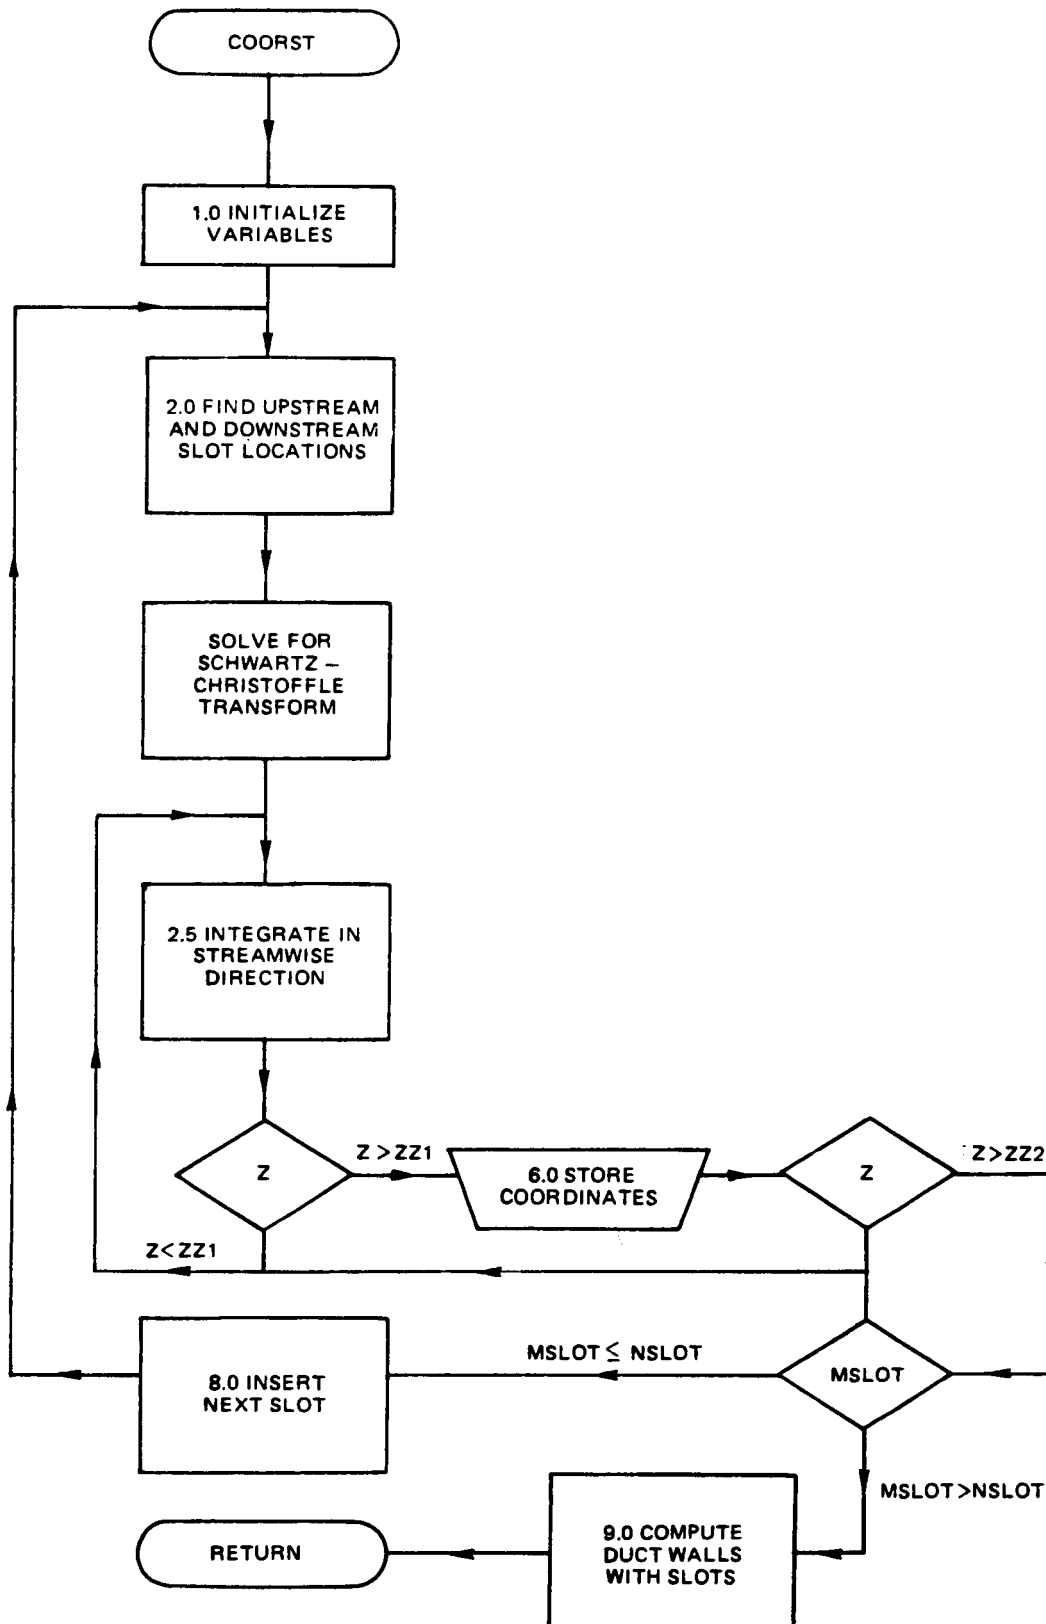 COORST
1.0 INITIALIZE
VARIABLES
2.0 FIND UPSTREAM
AND DOWNSTREAM
SLOT LOCATIONS
SOLVE FOR
SCHWARTZ –
CHRISTOFFLE
TRANSFORM
2.5 INTEGRATE IN
STREAMWISE
DIRECTION
Z
Z > ZZ1
6.0 STORE
COORDINATES
Z
Z>ZZ2
Z<ZZ1
8.0 INSERT
NEXT SLOT
MSLOT ≤ NSLOT
MSLOT
MSLOT>NSLOT
9.0 COMPUTE
DUCT WALLS
WITH SLOTS
RETURN